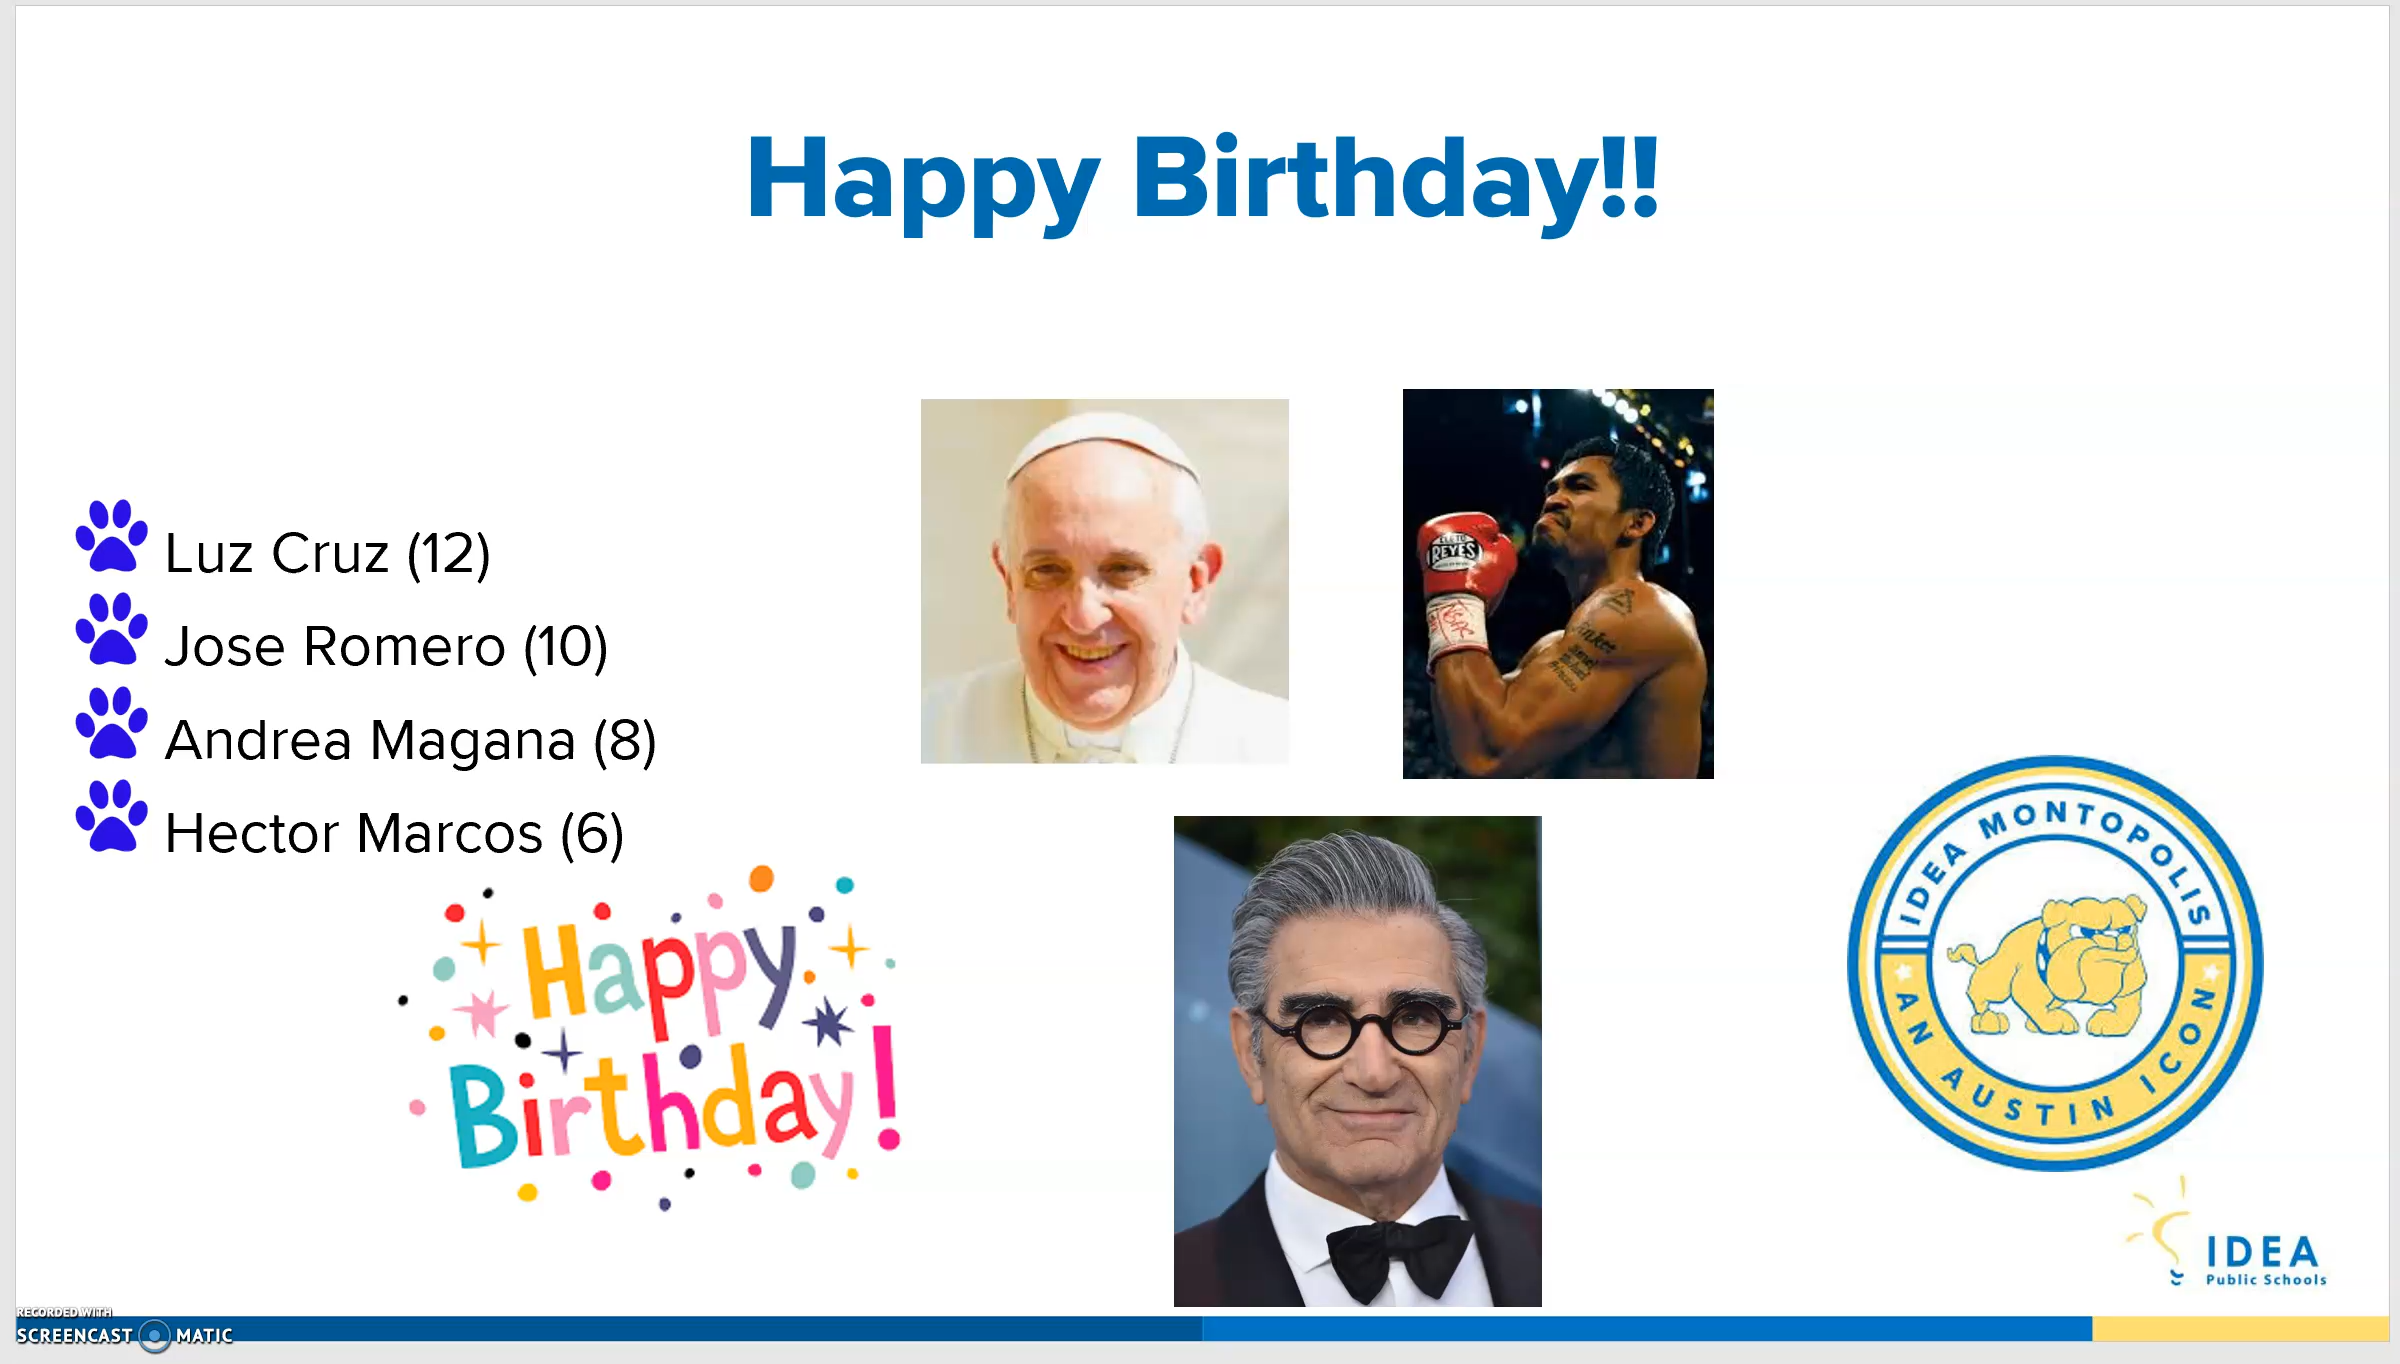 Happy Birthday!!
Luz Cruz (12)
Jose Romero (10)
Andrea Magana (8)
Hector Marcos (6)
REYES
Happy
Birthday!
IDEA MONTOPOLIS
AN AUSTIN ICON
IDEA
Public Schools
RECORDED WITH
SCREENCAST MATIC